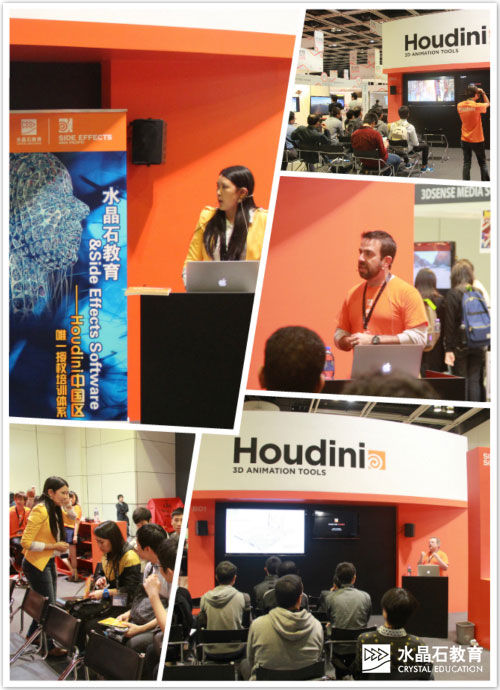 水晶石教育
SIDE EFFECTS
水晶石教育
&Side Effects Software
——Houdini中国区
唯一授权培训体系
Houdini
3D ANIMATION TOOLS
3DSENSE MEDIA S
Houdini
3D ANIMATION TOOLS
水晶石教育
CRYSTAL EDUCATION